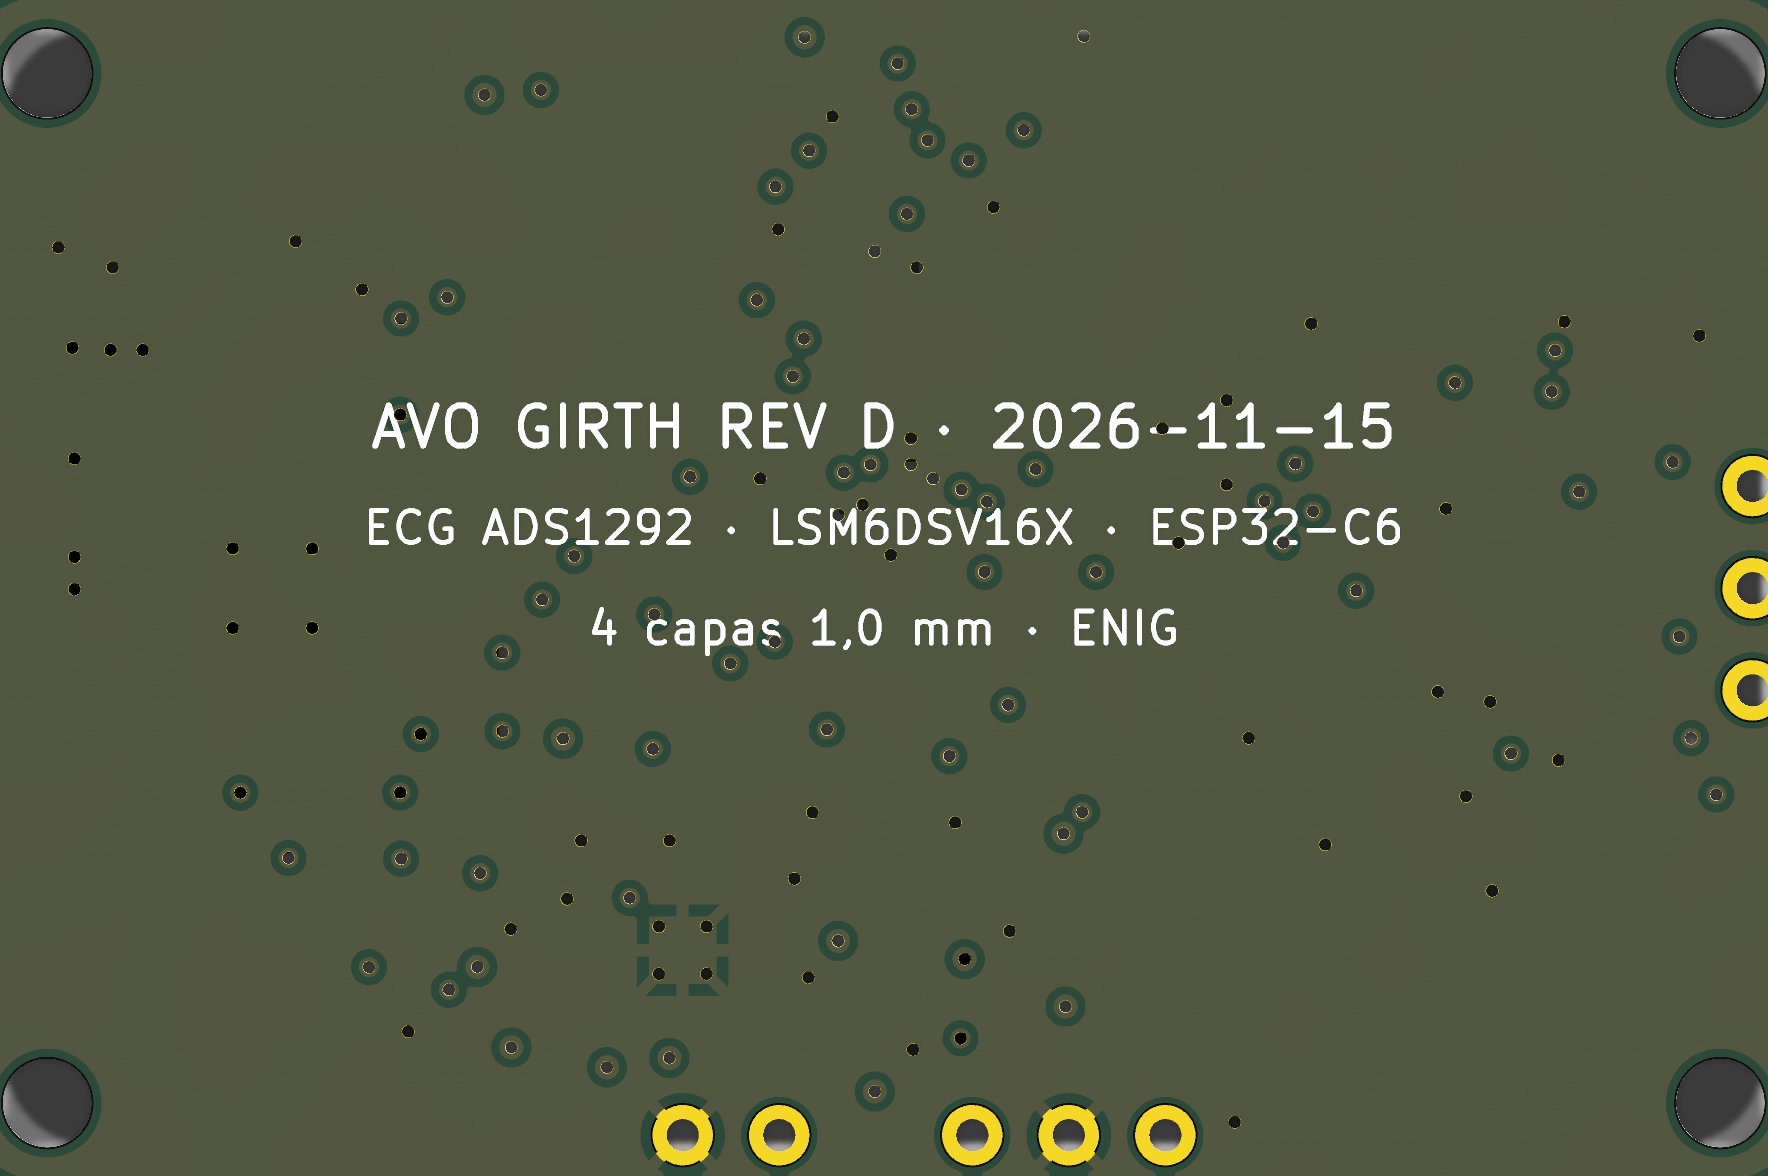 AVO GIRTH REV D · 2026-11-15
ECG ADS1292 · LSM6DSV16X · ESP32-C6
4 capas 1,0 mm · ENIG